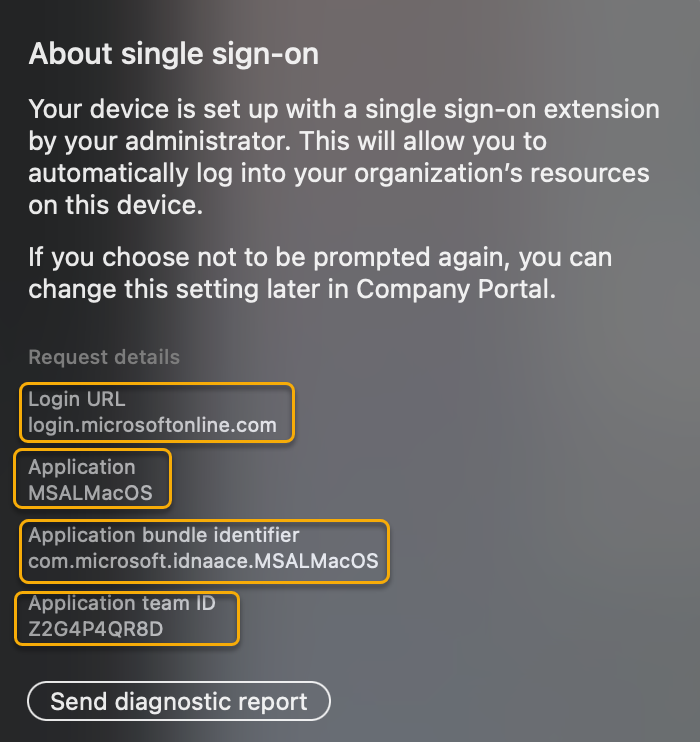 About single sign-on
Your device is set up with a single sign-on extension
by your administrator. This will allow you to
automatically log into your organization’s resources
on this device.
If you choose not to be prompted again, you can
change this setting later in Company Portal.
Request details
Login URL
login.microsoftonline.com
Application
MSALMacOS
Application bundle identifier
com.microsoft.idnaace.MSALMacOS
Application team ID
Z2G4P4QR8D
Send diagnostic report